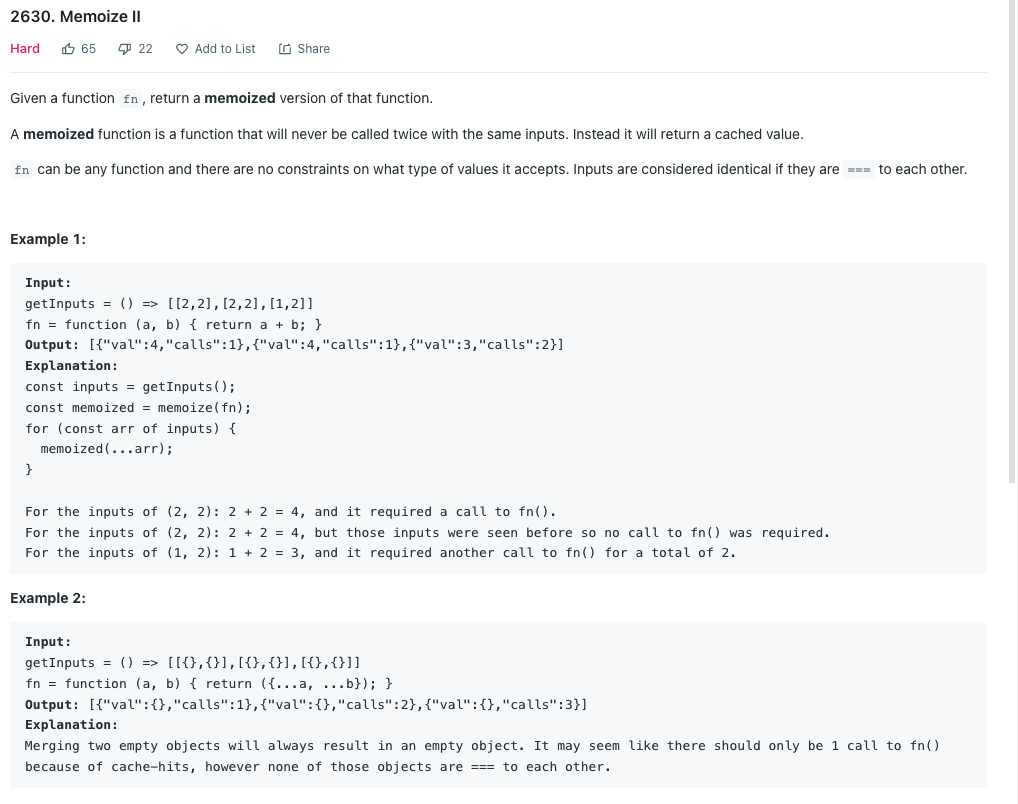 2630. Memoize II
Hard 65 22 Add to List Share
Given a function fn , return a memoized version of that function.
A memoized function is a function that will never be called twice with the same inputs. Instead it will return a cached value.
fn can be any function and there are no constraints on what type of values it accepts. Inputs are considered identical if they are === to each other.
Example 1:
Input:
getInputs = () => [[2,2],[2,2],[1,2]]
fn = function (a, b) { return a + b; }
Output: [{"val":4,"calls":1},{"val":4,"calls":1},{"val":3,"calls":2}]
Explanation:
const inputs = getInputs();
const memoized = memoize(fn);
for (const arr of inputs) {
  memoized(...arr);
}
For the inputs of (2, 2): 2 + 2 = 4, and it required a call to fn().
For the inputs of (2, 2): 2 + 2 = 4, but those inputs were seen before so no call to fn() was required.
For the inputs of (1, 2): 1 + 2 = 3, and it required another call to fn() for a total of 2.
Example 2:
Input:
getInputs = () => [[{},{}],[{},{}],[{},{}]]
fn = function (a, b) { return ({...a, ...b}); }
Output: [{"val":{},"calls":1},{"val":{},"calls":2},{"val":{},"calls":3}]
Explanation:
Merging two empty objects will always result in an empty object. It may seem like there should only be 1 call to fn()
because of cache-hits, however none of those objects are === to each other.